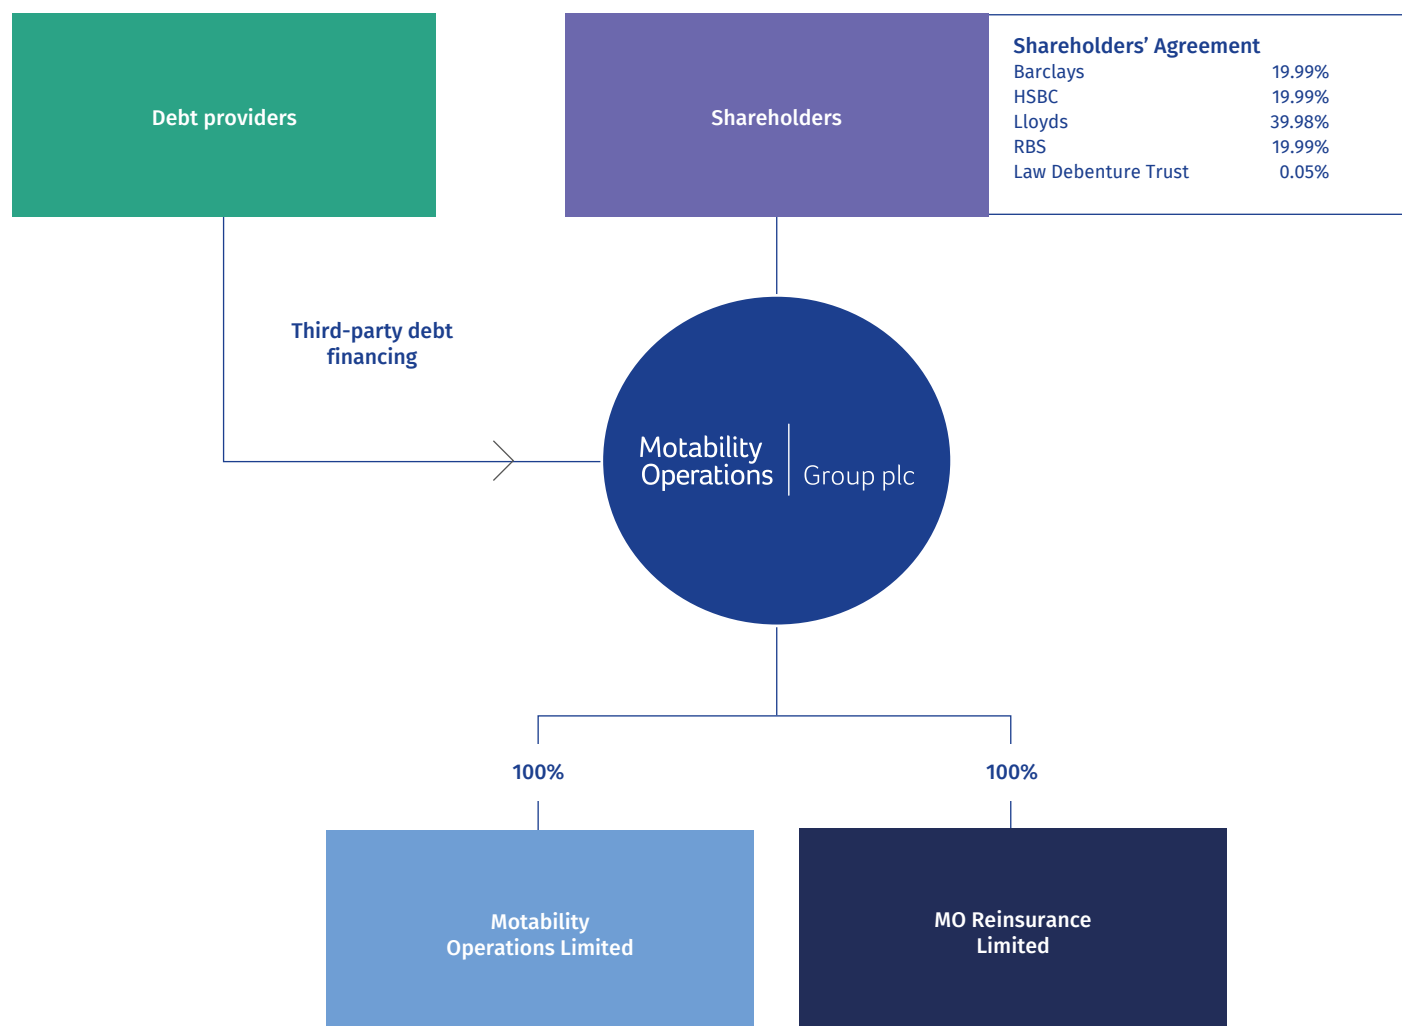 Debt providers
Shareholders
Shareholders’ Agreement
Barclays 19.99%
HSBC 19.99%
Lloyds 39.98%
RBS 19.99%
Law Debenture Trust 0.05%
Third-party debt
financing
Motability
Operations
Group plc
100%
100%
Motability
Operations Limited
MO Reinsurance
Limited